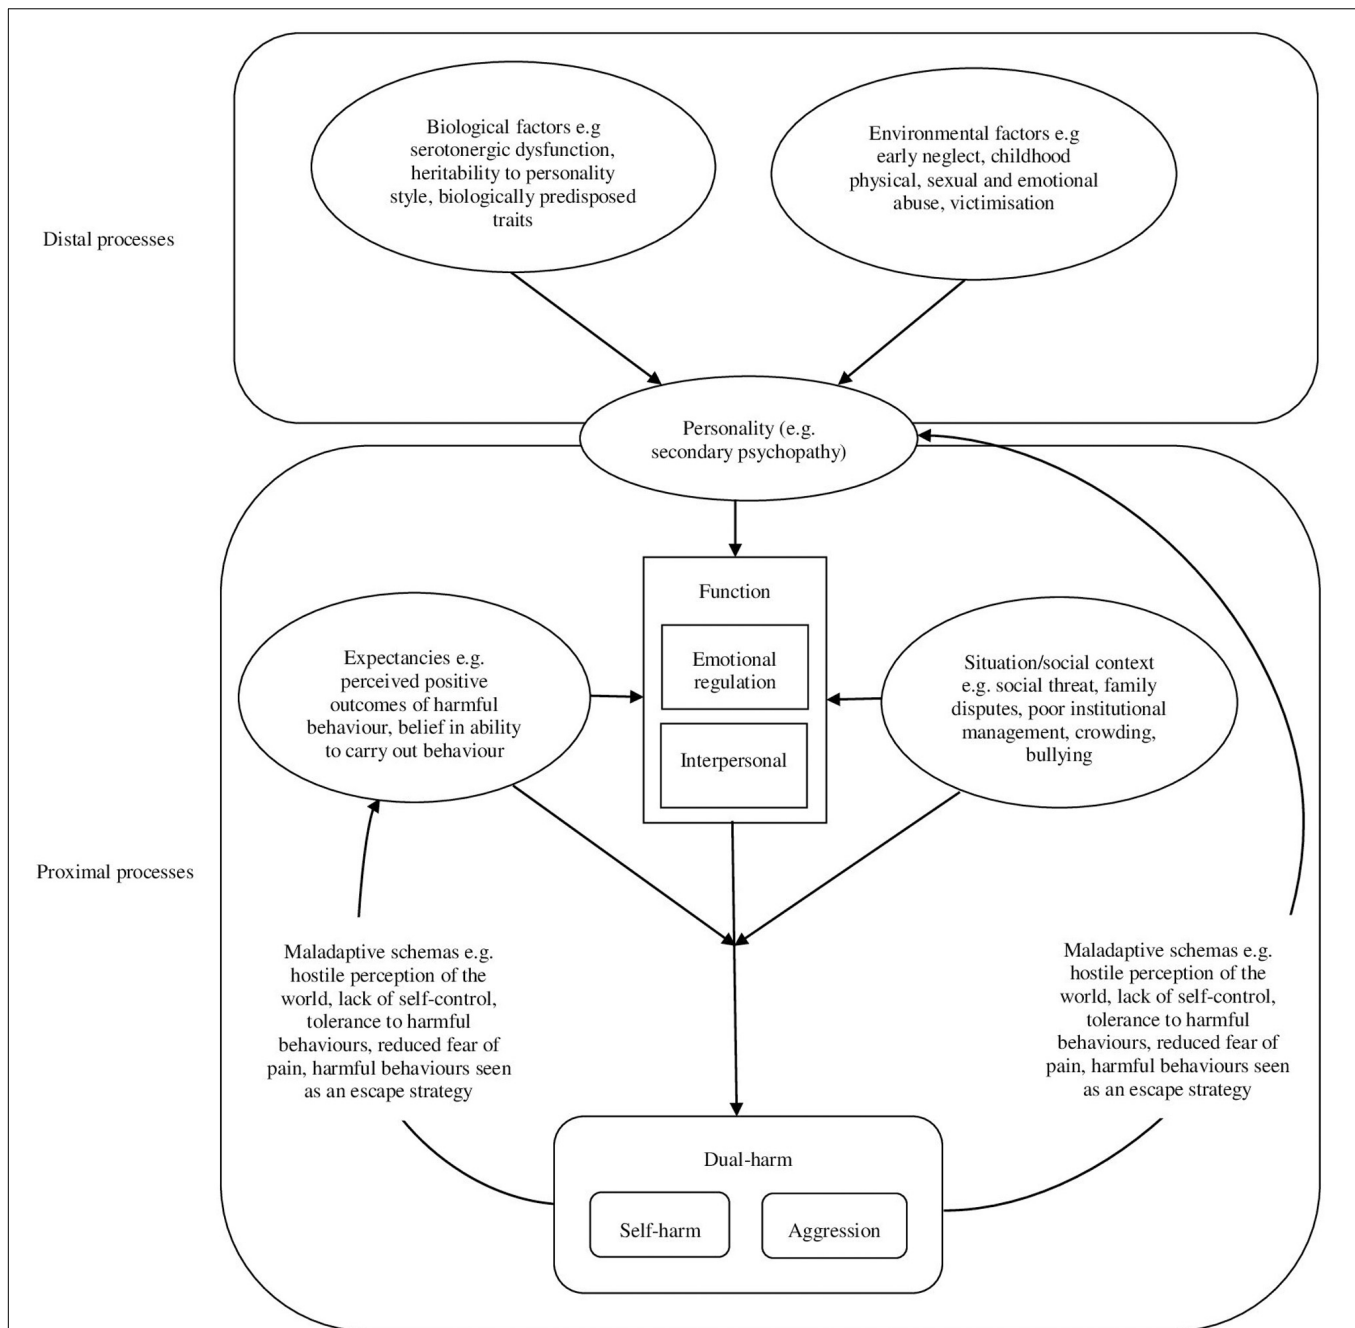 Biological factors e.g
serotonergic dysfunction,
heritability to personality
style, biologically predisposed
traits
Environmental factors e.g
early neglect, childhood
physical, sexual and emotional
abuse, victimisation
Distal processes
Personality (e.g.
secondary psychopathy)
Function
Emotional
regulation
Interpersonal
Expectancies e.g.
perceived positive
outcomes of harmful
behaviour, belief in ability
to carry out behaviour
Situation/social context
e.g. social threat, family
disputes, poor institutional
management, crowding,
bullying
Proximal processes
Maladaptive schemas e.g.
hostile perception of the
world, lack of self-control,
tolerance to harmful
behaviours, reduced fear of
pain, harmful behaviours seen
as an escape strategy
Maladaptive schemas e.g.
hostile perception of the
world, lack of self-control,
tolerance to harmful
behaviours, reduced fear of
pain, harmful behaviours seen
as an escape strategy
Dual-harm
Self-harm
Aggression